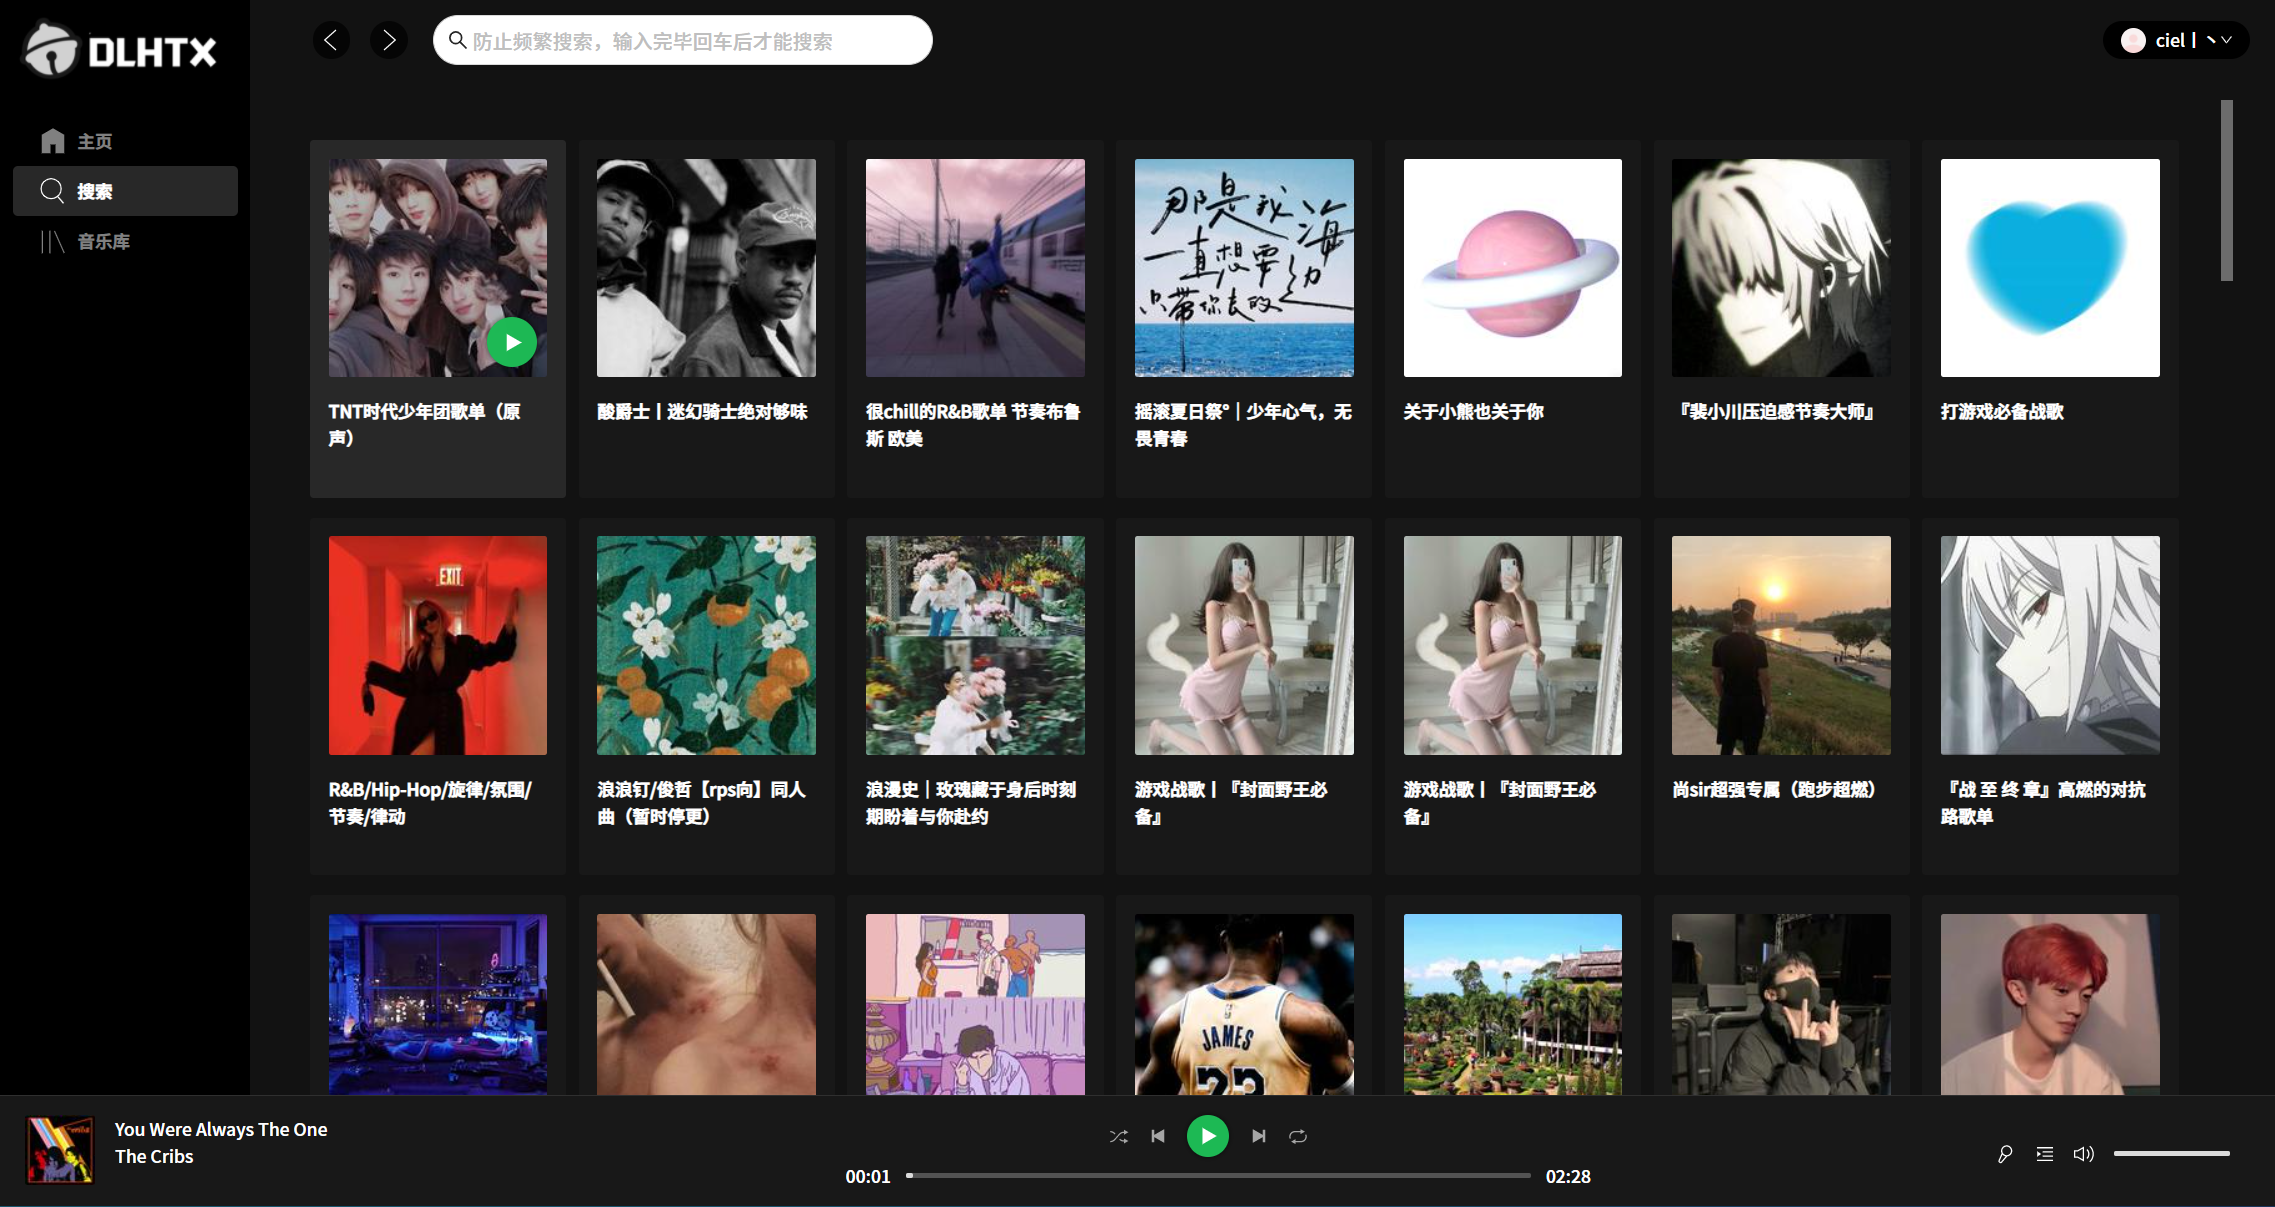 DLHTX
防止频繁搜索，输入完毕回车后才能搜索
ciel丨丶
主页
搜索
音乐库
那是我
一直想要
只带你去的
海边
TNT时代少年团歌单（原
声）
酸爵士丨迷幻骑士绝对够味
很chill的R&B歌单 节奏布鲁
斯 欧美
摇滚夏日祭°｜少年心气，无
畏青春
关于小熊也关于你
『裴小川压迫感节奏大师』
打游戏必备战歌
EXIT
R&B/Hip-Hop/旋律/氛围/
节奏/律动
浪浪钉/俊哲【rps向】同人
曲（暂时停更）
浪漫史｜玫瑰藏于身后时刻
期盼着与你赴约
游戏战歌丨『封面野王必
备』
游戏战歌丨『封面野王必
备』
尚sir超强专属（跑步超燃）
『战 至 终 章』高燃的对抗
路歌单
JAMES
23
You Were Always The One
The Cribs
00:01
02:28